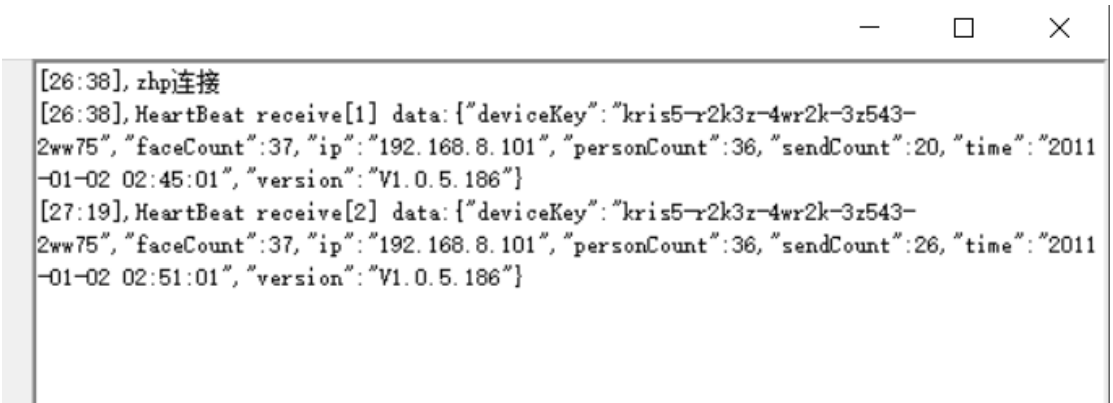 [26:38],zhp连接
[26:38],HeartBeat receive[1] data:{"deviceKey":"kris5-r2k3z-4wr2k-3z543-
2ww75","faceCount":37,"ip":"192.168.8.101","personCount":36,"sendCount":20,"time":"2011
-01-02 02:45:01","version":"V1.0.5.186"}
[27:19],HeartBeat receive[2] data:{"deviceKey":"kris5-r2k3z-4wr2k-3z543-
2ww75","faceCount":37,"ip":"192.168.8.101","personCount":36,"sendCount":26,"time":"2011
-01-02 02:51:01","version":"V1.0.5.186"}